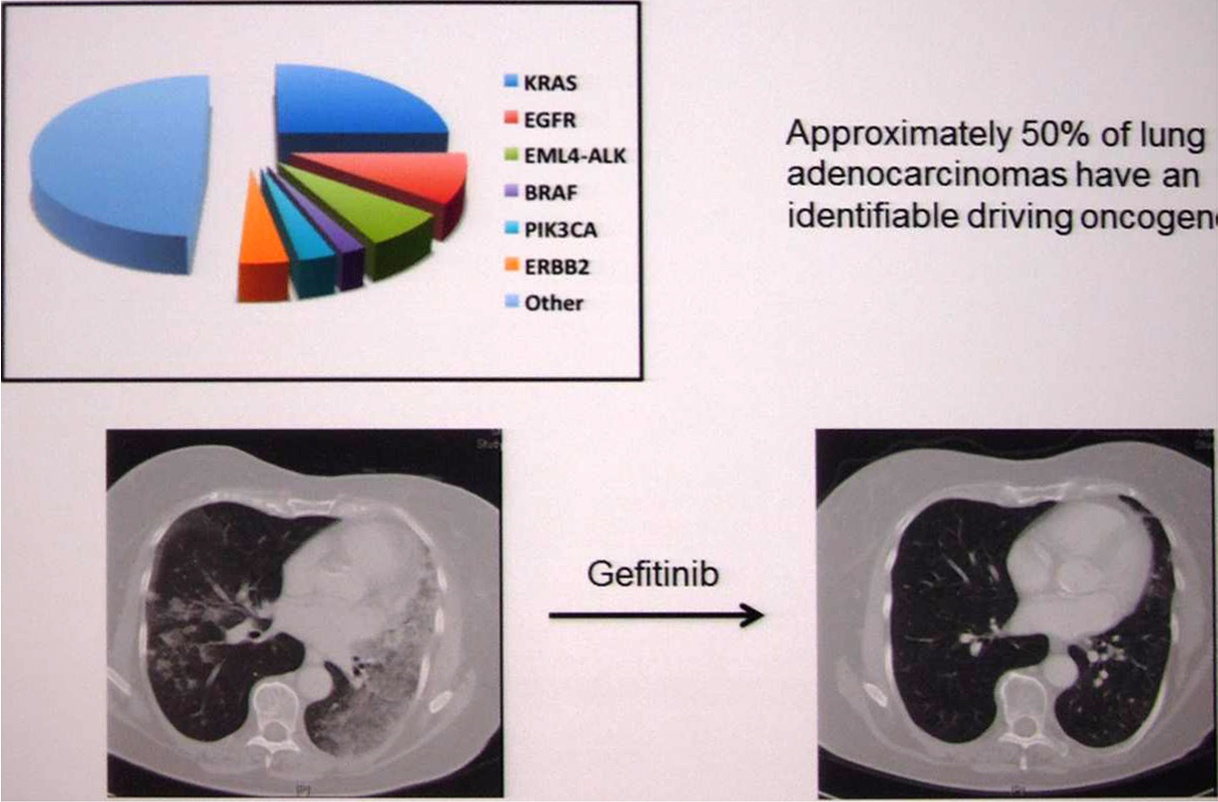 KRAS
EGFR
EML4-ALK
BRAF
PIK3CA
ERBB2
Other
Approximately 50% of lung
adenocarcinomas have an
identifiable driving oncogen
Gefitinib